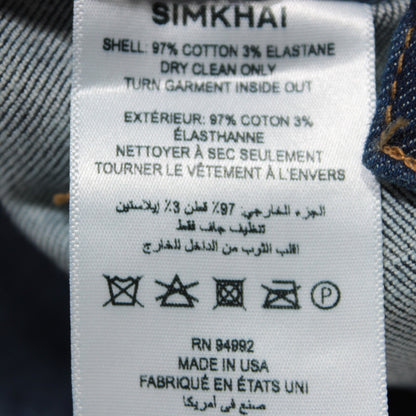 SIMKHAI
SHELL: 97% COTTON 3% ELASTANE
DRY CLEAN ONLY
TURN GARMENT INSIDE OUT
EXTÉRIEUR: 97% COTON 3%
ÉLASTHANNE
NETTOYER À SEC SEULEMENT
TOURNER LE VÊTEMENT À L'ENVERS
الجزء الخارجي: 97٪ قطن 3٪ إيلاستين
تنظيف جاف فقط
اقلب الثوب من الداخل للخارج
P
RN 94992
MADE IN USA
FABRIQUÉ EN ÉTATS UNI
صنع في أمريكا